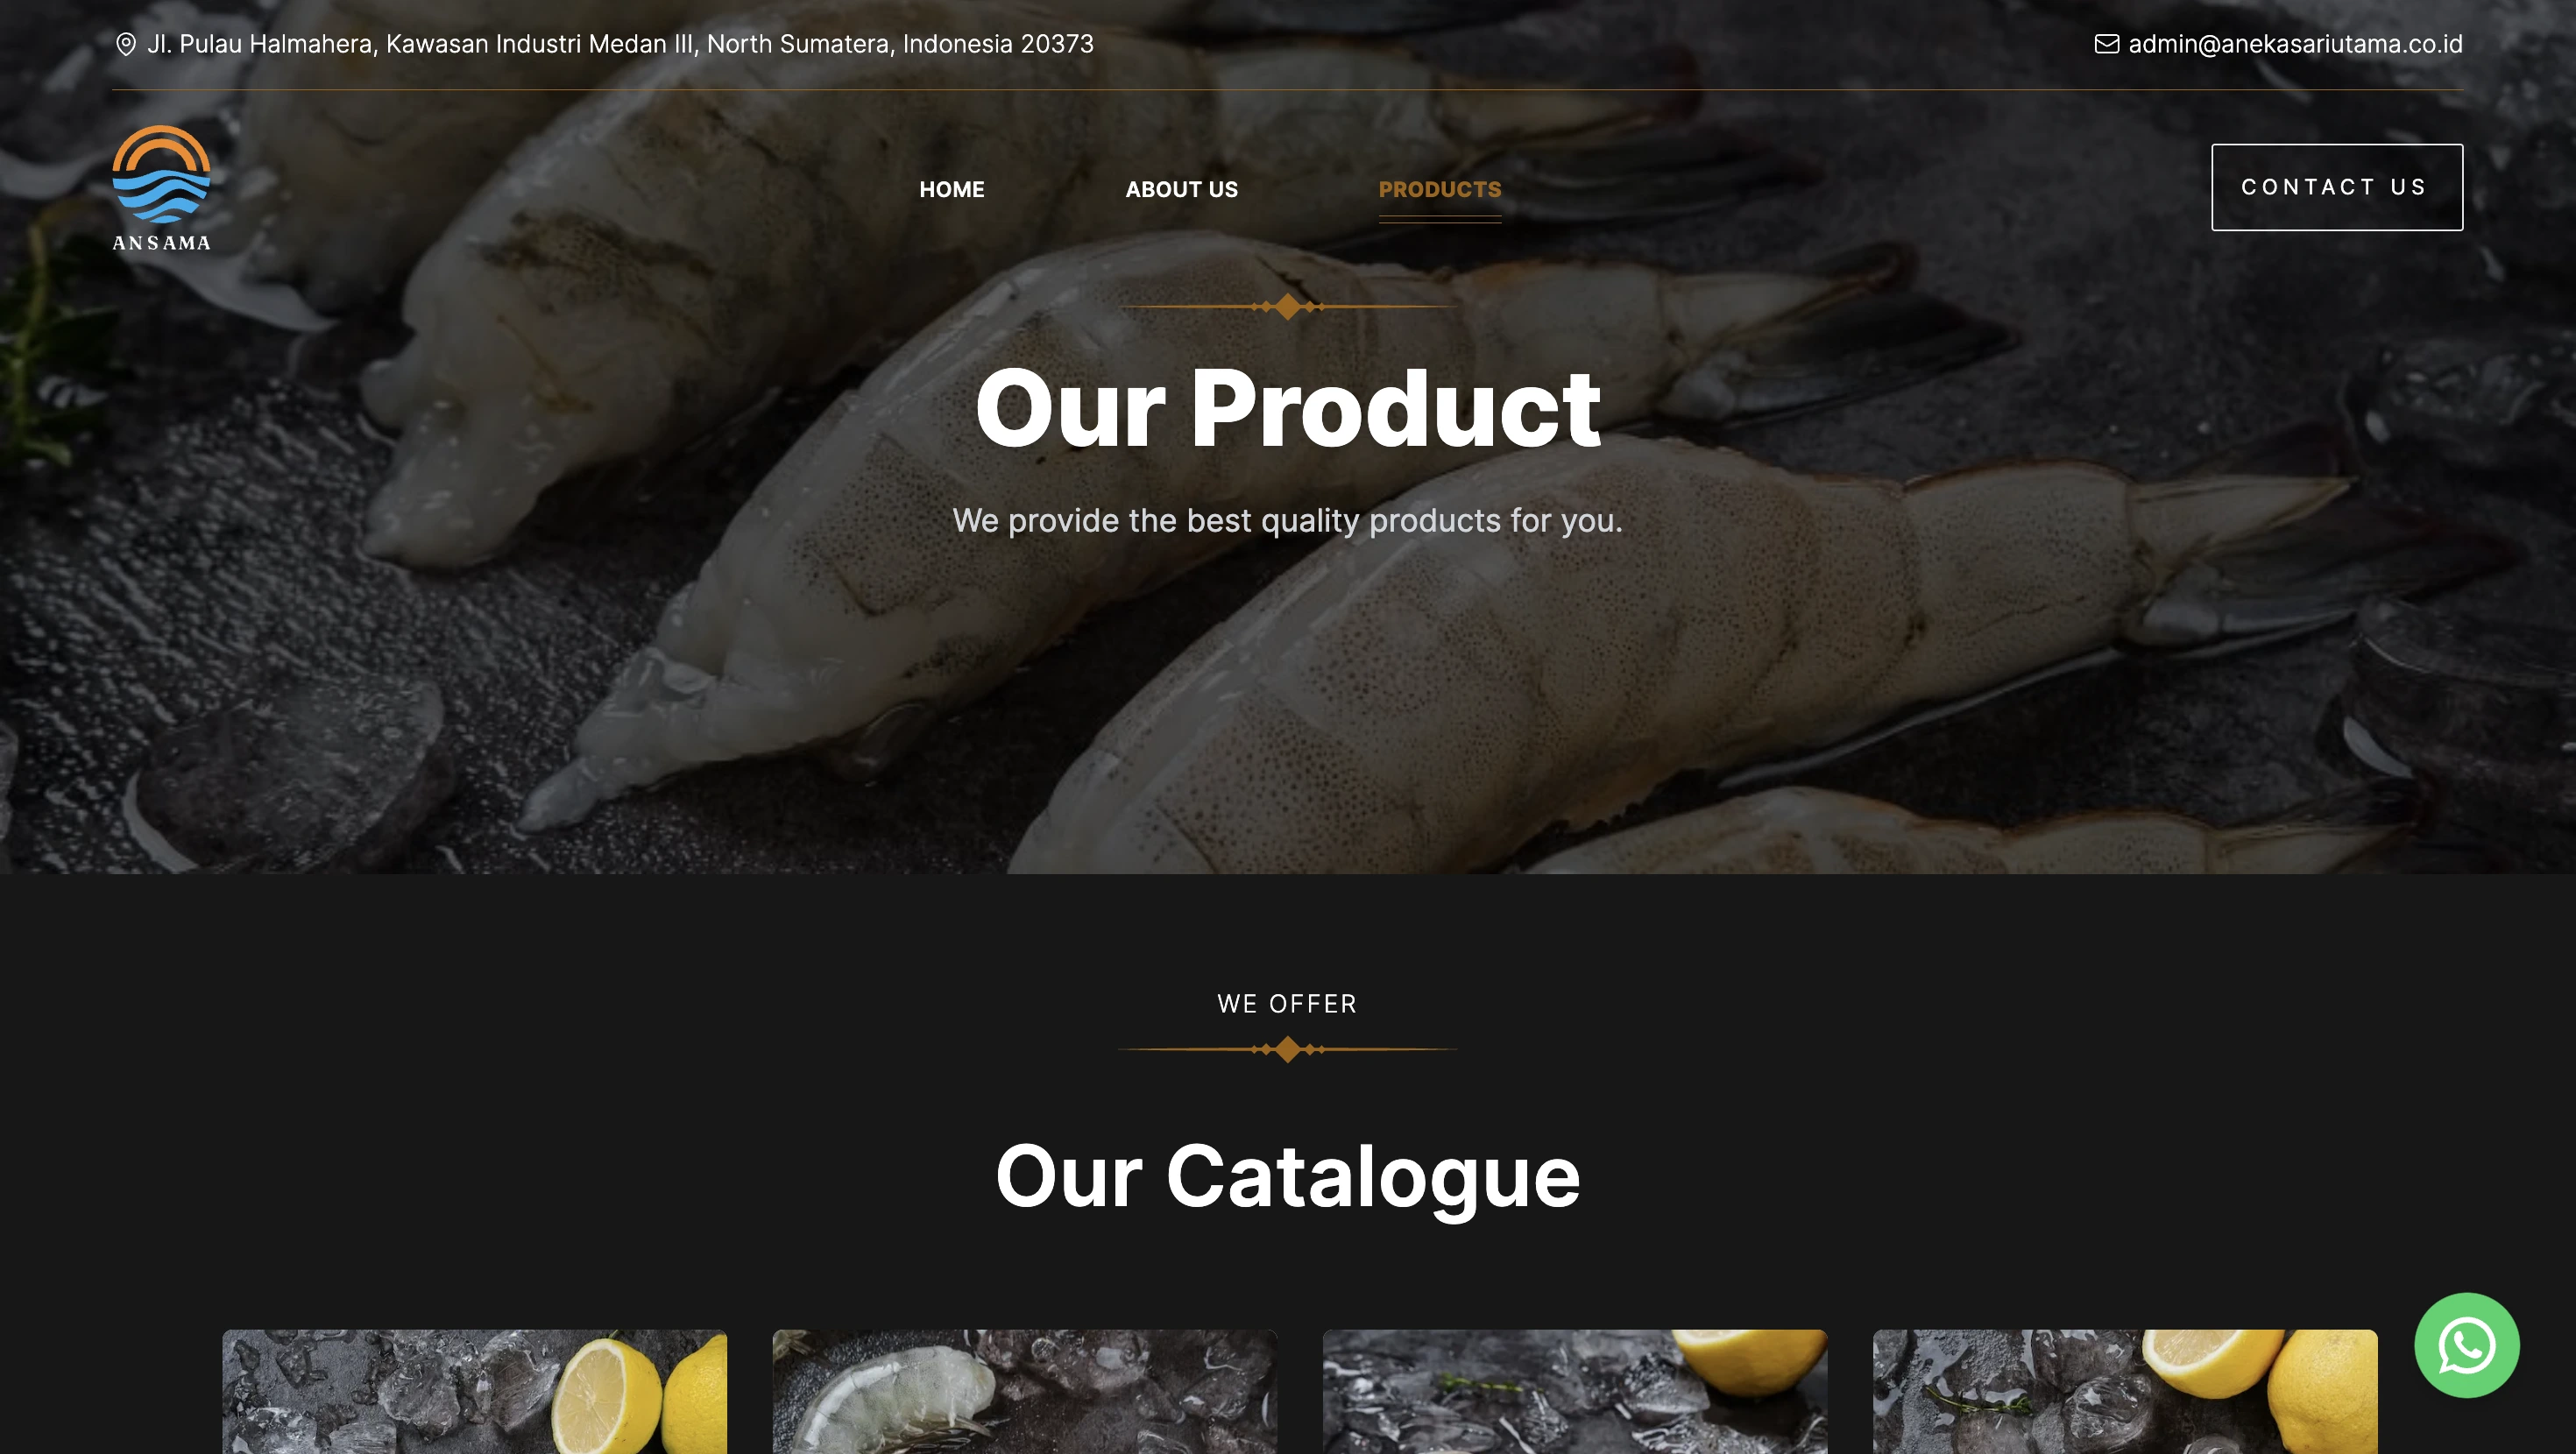 Jl. Pulau Halmahera, Kawasan Industri Medan III, North Sumatera, Indonesia 20373
admin@anekasariutama.co.id
ANSAMA
HOME
ABOUT US
PRODUCTS
CONTACT US
Our Product
We provide the best quality products for you.
WE OFFER
Our Catalogue